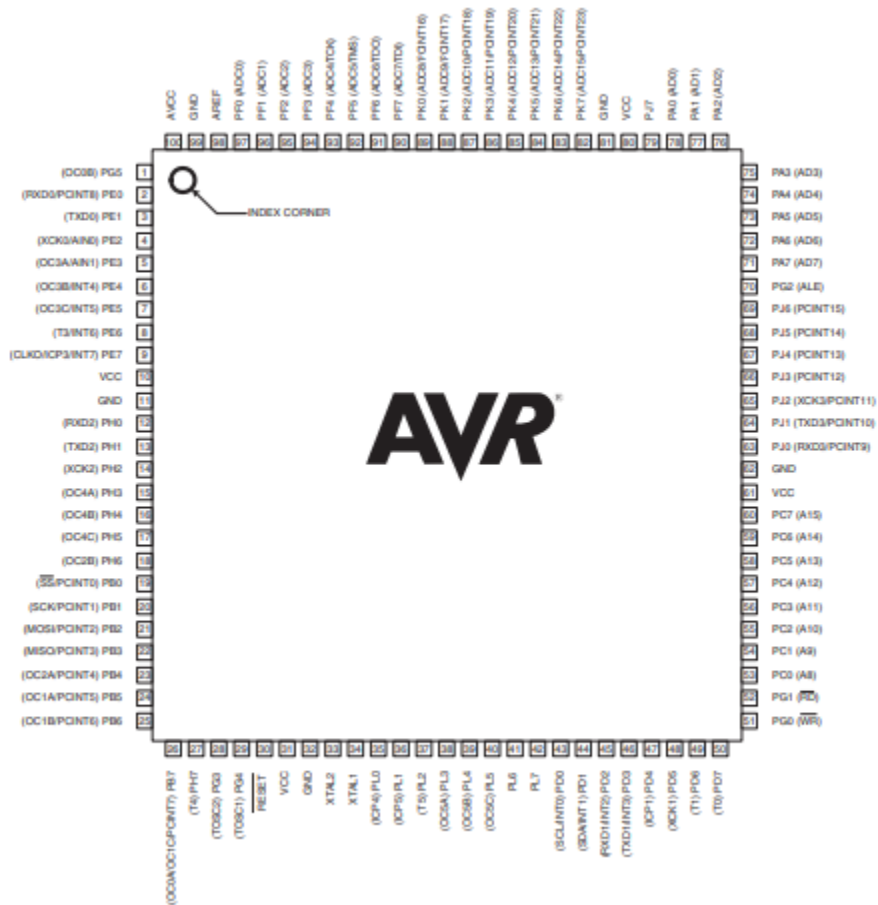 AVCC
GND
AREF
PF0 (ADC0)
PF1 (ADC1)
PF2 (ADC2)
PF3 (ADC3)
PF4 (ADC4/TCK)
PF5 (ADC5/TMS)
PF6 (ADC6/TDO)
PF7 (ADC7/TDI)
PK0 (ADC8/PCINT16)
PK1 (ADC9/PCINT17)
PK2 (ADC10/PCINT18)
PK3 (ADC11/PCINT19)
PK4 (ADC12/PCINT20)
PK5 (ADC13/PCINT21)
PK6 (ADC14/PCINT22)
PK7 (ADC15/PCINT23)
GND
VCC
PJ7
PA0 (AD0)
PA1 (AD1)
PA2 (AD2)
100 99 98 97 96 95 94 93 92 91 90 89 88 87 86 85 84 83 82 81 80 79 78 77 76
(OC0B) PG5 1
(RXD0/PCINT8) PE0 2
(TXD0) PE1 3
(XCK0/AIN0) PE2 4
(OC3A/AIN1) PE3 5
(OC3B/INT4) PE4 6
(OC3C/INT5) PE5 7
(T3/INT6) PE6 8
(CLKO/ICP3/INT7) PE7 9
VCC 10
GND 11
(RXD2) PH0 12
(TXD2) PH1 13
(XCK2) PH2 14
(OC4A) PH3 15
(OC4B) PH4 16
(OC4C) PH5 17
(OC2B) PH6 18
(SS/PCINT0) PB0 19
(SCK/PCINT1) PB1 20
(MOSI/PCINT2) PB2 21
(MISO/PCINT3) PB3 22
(OC2A/PCINT4) PB4 23
(OC1A/PCINT5) PB5 24
(OC1B/PCINT6) PB6 25
INDEX CORNER
AVR®
75 PA3 (AD3)
74 PA4 (AD4)
73 PA5 (AD5)
72 PA6 (AD6)
71 PA7 (AD7)
70 PG2 (ALE)
69 PJ6 (PCINT15)
68 PJ5 (PCINT14)
67 PJ4 (PCINT13)
66 PJ3 (PCINT12)
65 PJ2 (XCK3/PCINT11)
64 PJ1 (TXD3/PCINT10)
63 PJ0 (RXD3/PCINT9)
62 GND
61 VCC
60 PC7 (A15)
59 PC6 (A14)
58 PC5 (A13)
57 PC4 (A12)
56 PC3 (A11)
55 PC2 (A10)
54 PC1 (A9)
53 PC0 (A8)
52 PG1 (RD)
51 PG0 (WR)
26 27 28 29 30 31 32 33 34 35 36 37 38 39 40 41 42 43 44 45 46 47 48 49 50
(OC0A/OC1C/PCINT7) PB7
(T4) PH7
(TOSC2) PG3
(TOSC1) PG4
RESET
VCC
GND
XTAL2
XTAL1
(ICP4) PL0
(ICP5) PL1
(T5) PL2
(OC5A) PL3
(OC5B) PL4
(OC5C) PL5
PL6
PL7
(SCL/INT0) PD0
(SDA/INT1) PD1
(RXD1/INT2) PD2
(TXD1/INT3) PD3
(ICP1) PD4
(XCK1) PD5
(T1) PD6
(T0) PD7